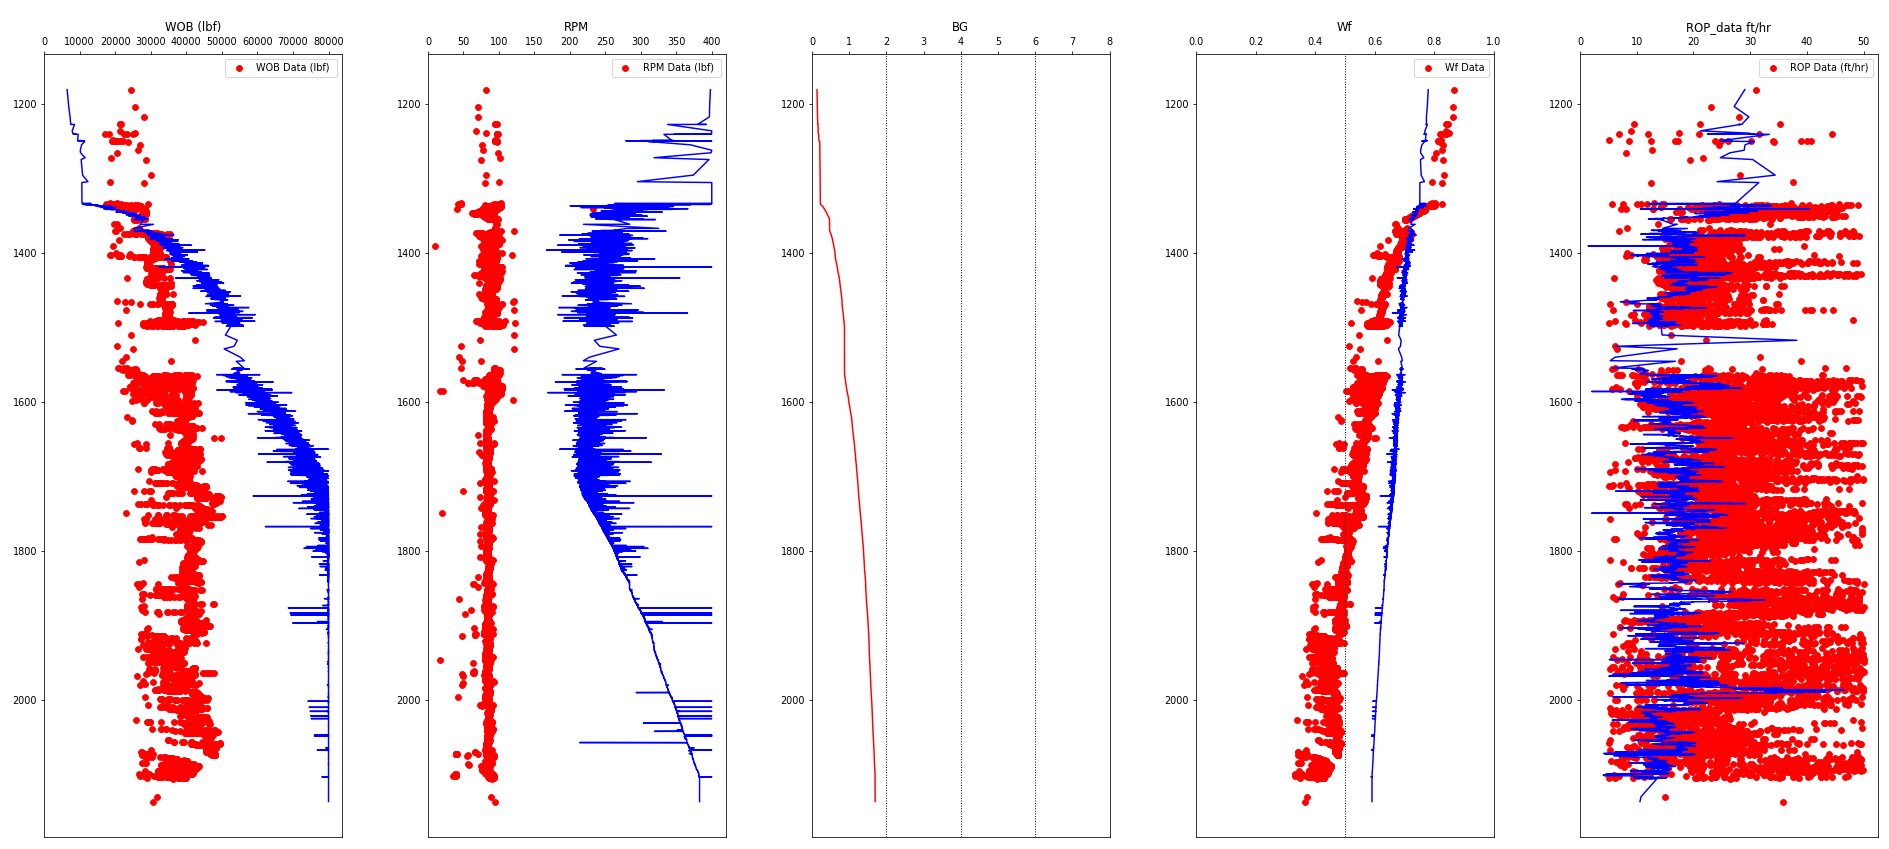 WOB (lbf)
0 10000 20000 30000 40000 50000 60000 70000 80000
WOB Data (lbf)
1200
1400
1600
1800
2000
RPM
0 50 100 150 200 250 300 350 400
RPM Data (lbf)
1200
1400
1600
1800
2000
BG
0 1 2 3 4 5 6 7 8
1200
1400
1600
1800
2000
Wf
0.0 0.2 0.4 0.6 0.8 1.0
Wf Data
1200
1400
1600
1800
2000
ROP_data ft/hr
0 10 20 30 40 50
ROP Data (ft/hr)
1200
1400
1600
1800
2000